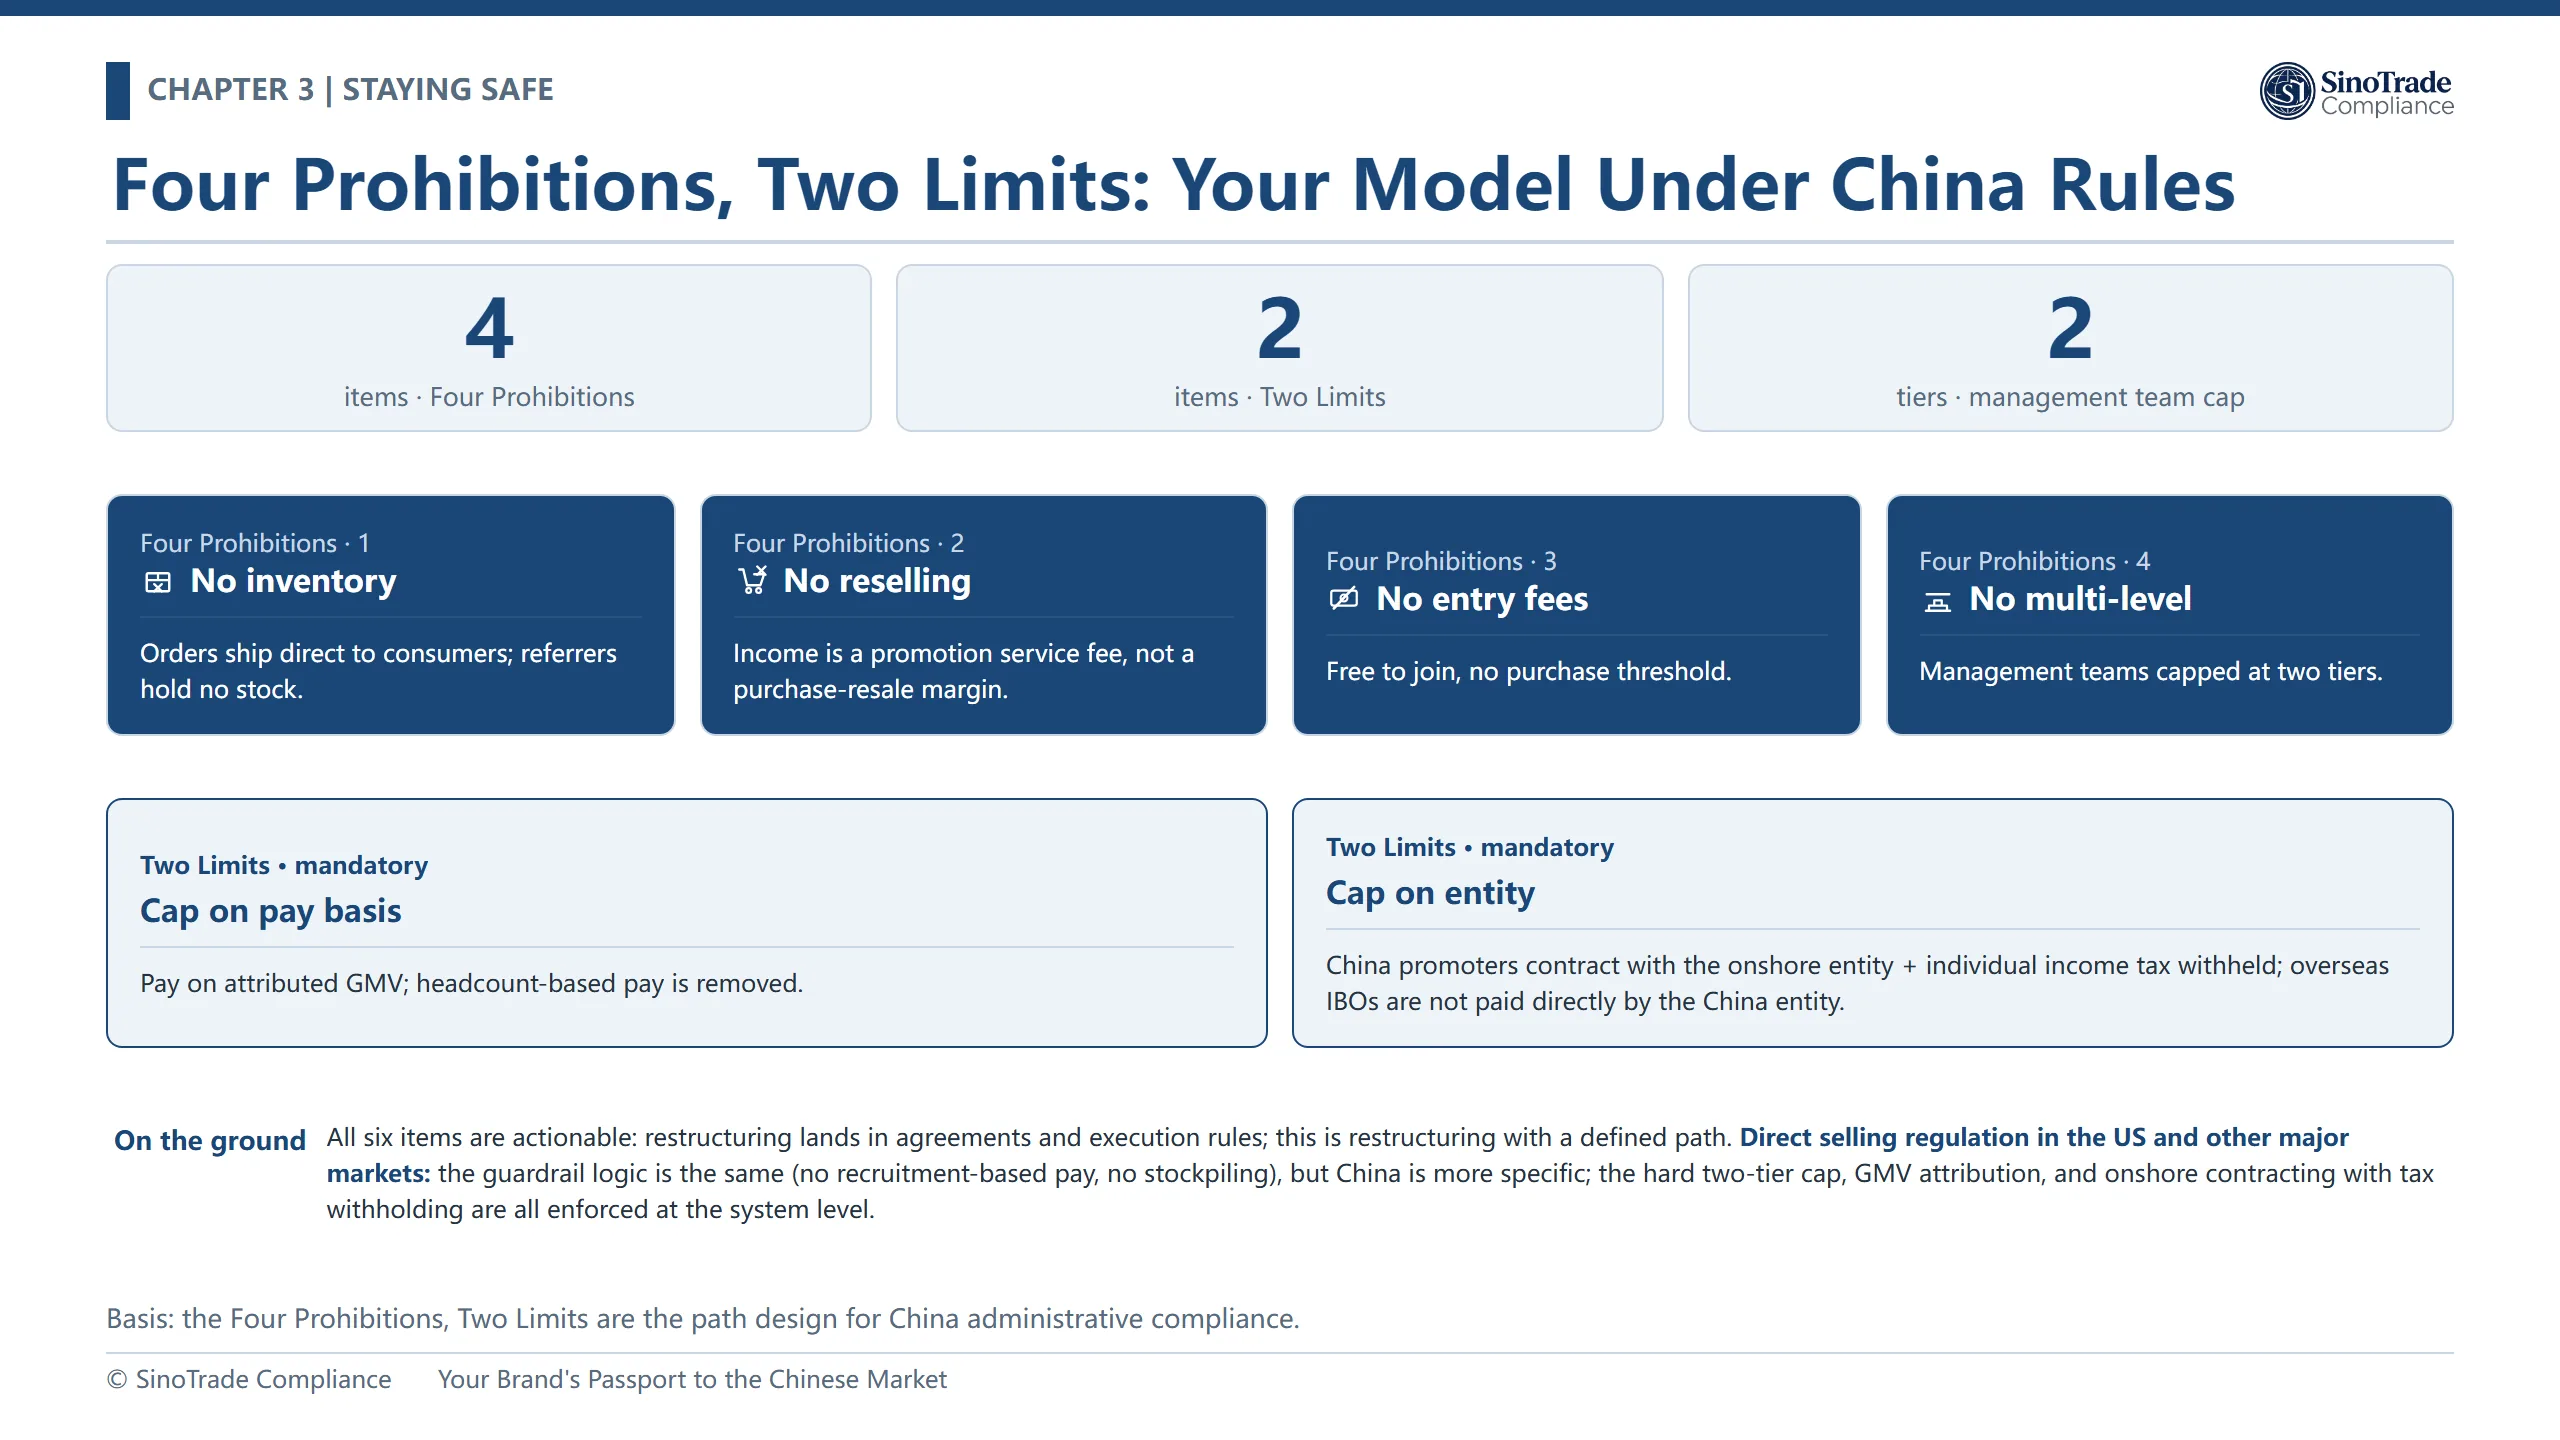 CHAPTER 3 | STAYING SAFE
SinoTrade
Compliance
Four Prohibitions, Two Limits: Your Model Under China Rules
4
items · Four Prohibitions
2
items · Two Limits
2
tiers · management team cap
Four Prohibitions · 1
No inventory
Orders ship direct to consumers; referrers
hold no stock.
Four Prohibitions · 2
No reselling
Income is a promotion service fee, not a
purchase-resale margin.
Four Prohibitions · 3
No entry fees
Free to join, no purchase threshold.
Four Prohibitions · 4
No multi-level
Management teams capped at two tiers.
Two Limits • mandatory
Cap on pay basis
Pay on attributed GMV; headcount-based pay is removed.
Two Limits • mandatory
Cap on entity
China promoters contract with the onshore entity + individual income tax withheld; overseas
IBOs are not paid directly by the China entity.
On the ground
All six items are actionable: restructuring lands in agreements and execution rules; this is restructuring with a defined path. Direct selling regulation in the US and other major
markets: the guardrail logic is the same (no recruitment-based pay, no stockpiling), but China is more specific; the hard two-tier cap, GMV attribution, and onshore contracting with tax
withholding are all enforced at the system level.
Basis: the Four Prohibitions, Two Limits are the path design for China administrative compliance.
© SinoTrade Compliance Your Brand's Passport to the Chinese Market